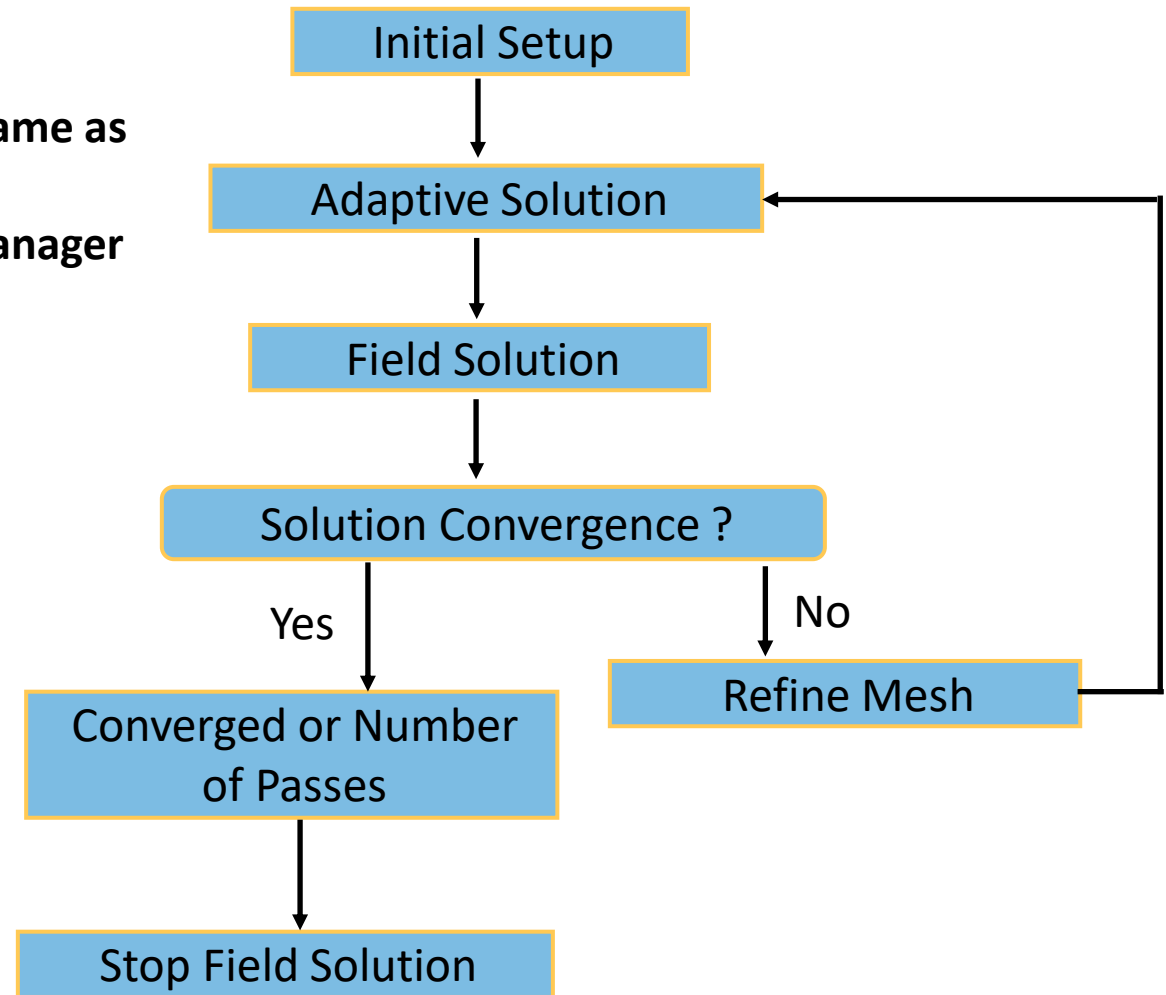 Initial Setup
ame as
Adaptive Solution
anager
Field Solution
Solution Convergence ?
Yes
No
Refine Mesh
Converged or Number
of Passes
Stop Field Solution